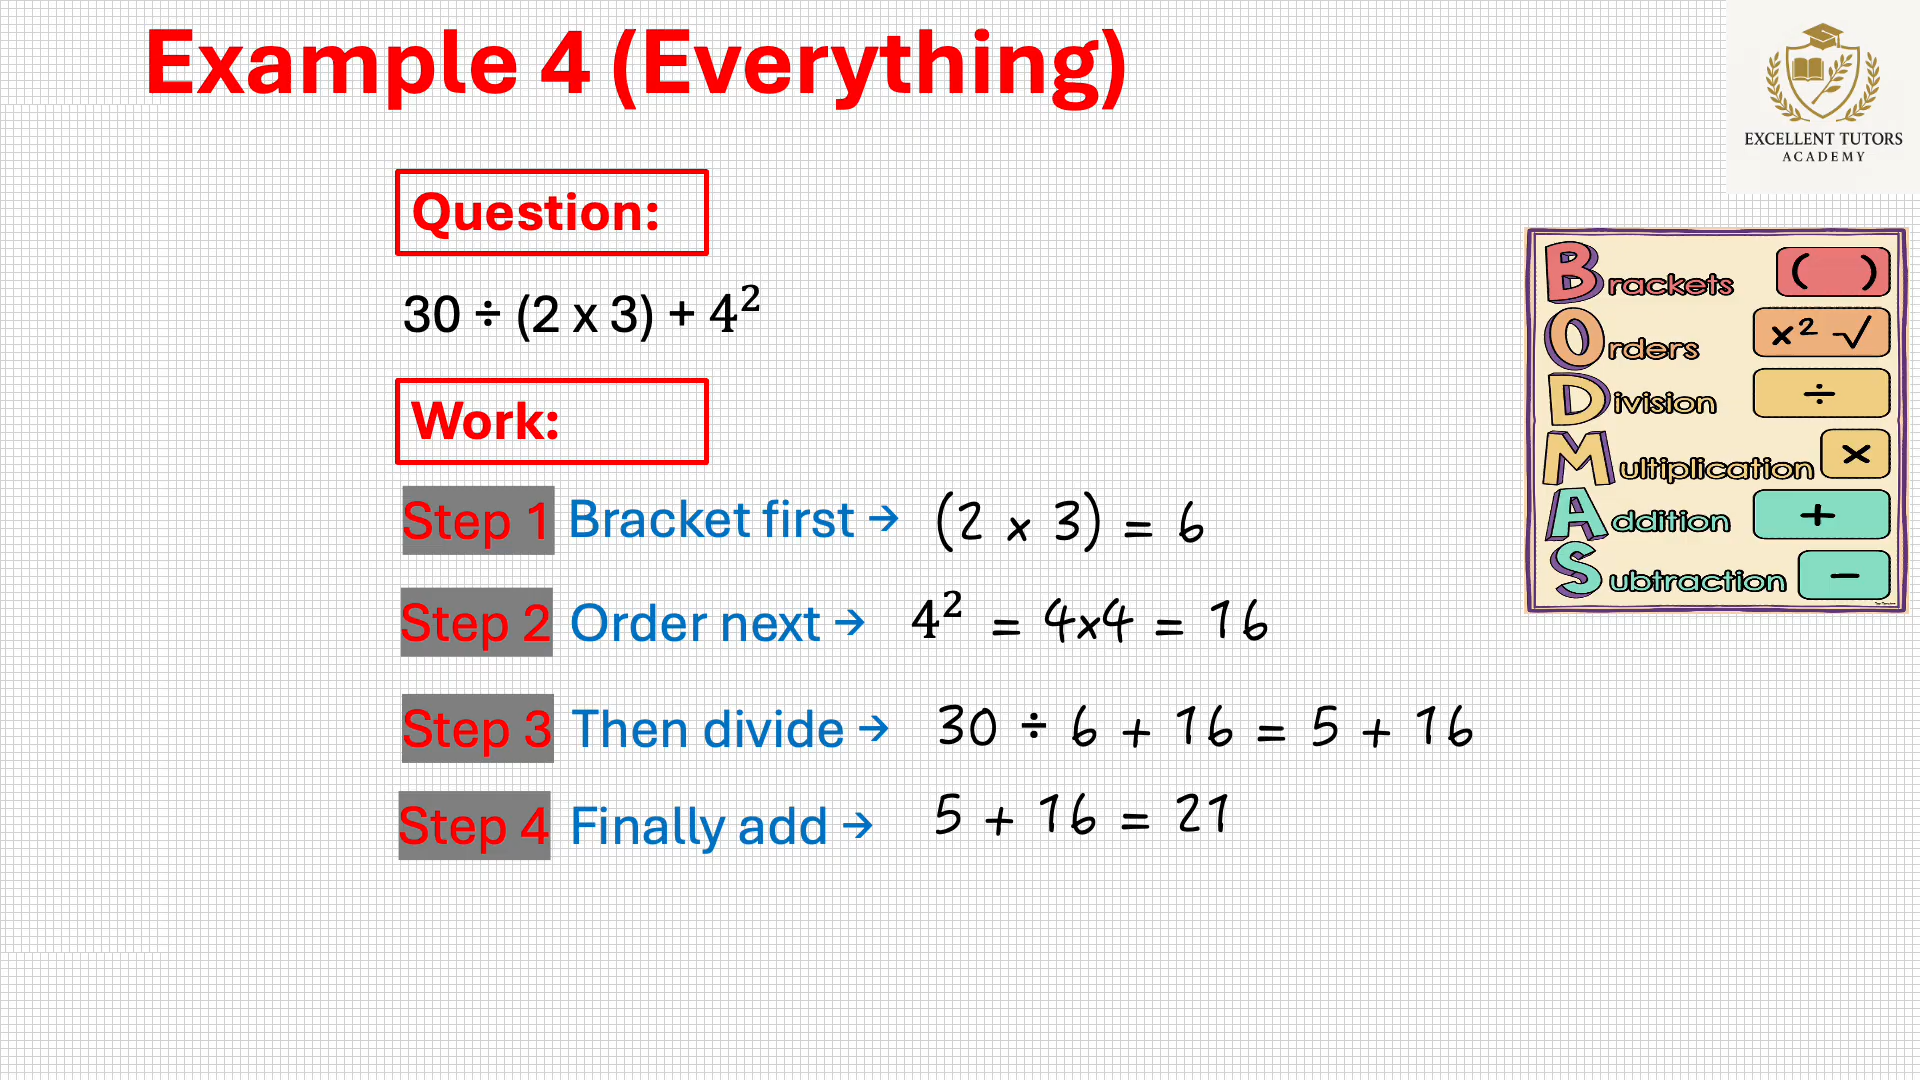 Example 4 (Everything)
EXCELLENT TUTORS
ACADEMY
Question:
30 ÷ (2 x 3) + 4²
Work:
Step 1 Bracket first → (2 x 3) = 6
Step 2 Order next → 4² = 4x4 = 16
Step 3 Then divide → 30 ÷ 6 + 16 = 5 + 16
Step 4 Finally add → 5 + 16 = 21
Brackets ( )
Orders x² √
Division ÷
Multiplication ×
Addition +
Subtraction −